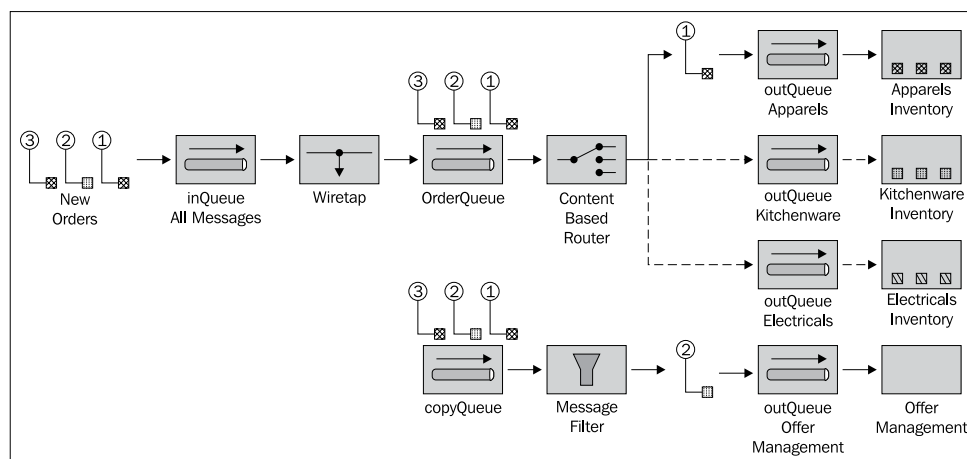 ①
③ ② ①
outQueue
Apparels
Apparels
Inventory
③ ② ①
New
Orders
inQueue
All Messages
Wiretap
OrderQueue
Content
Based
Router
outQueue
Kitchenware
Kitchenware
Inventory
outQueue
Electricals
Electricals
Inventory
③ ② ①
②
copyQueue
Message
Filter
outQueue
Offer
Management
Offer
Management